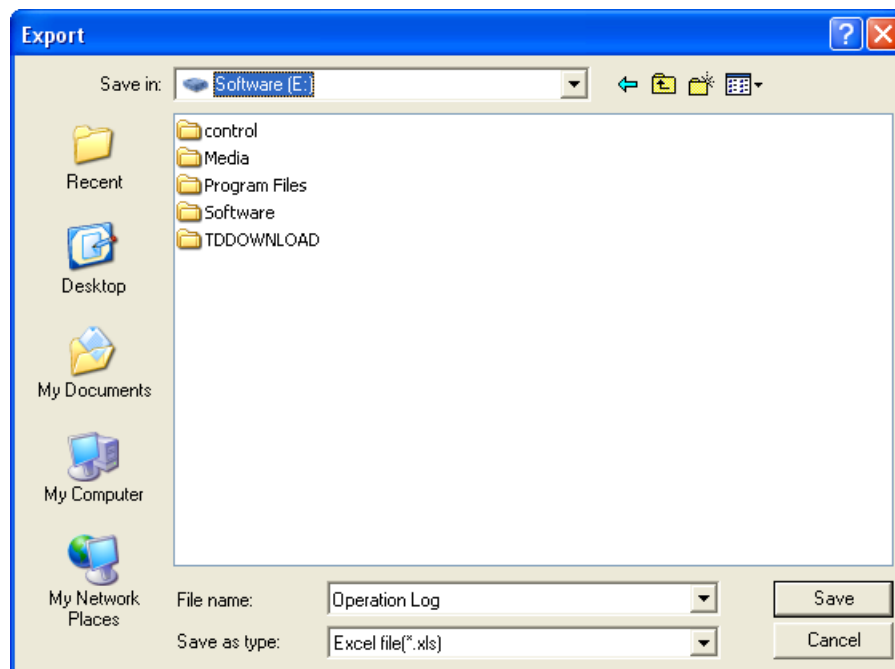 Export
Save in:
Software (E:
control
Media
Program Files
Software
TDDOWNLOAD
Recent
Desktop
My Documents
My Computer
My Network
Places
File name:
Operation Log
Save
Save as type:
Excel file(*.xls)
Cancel